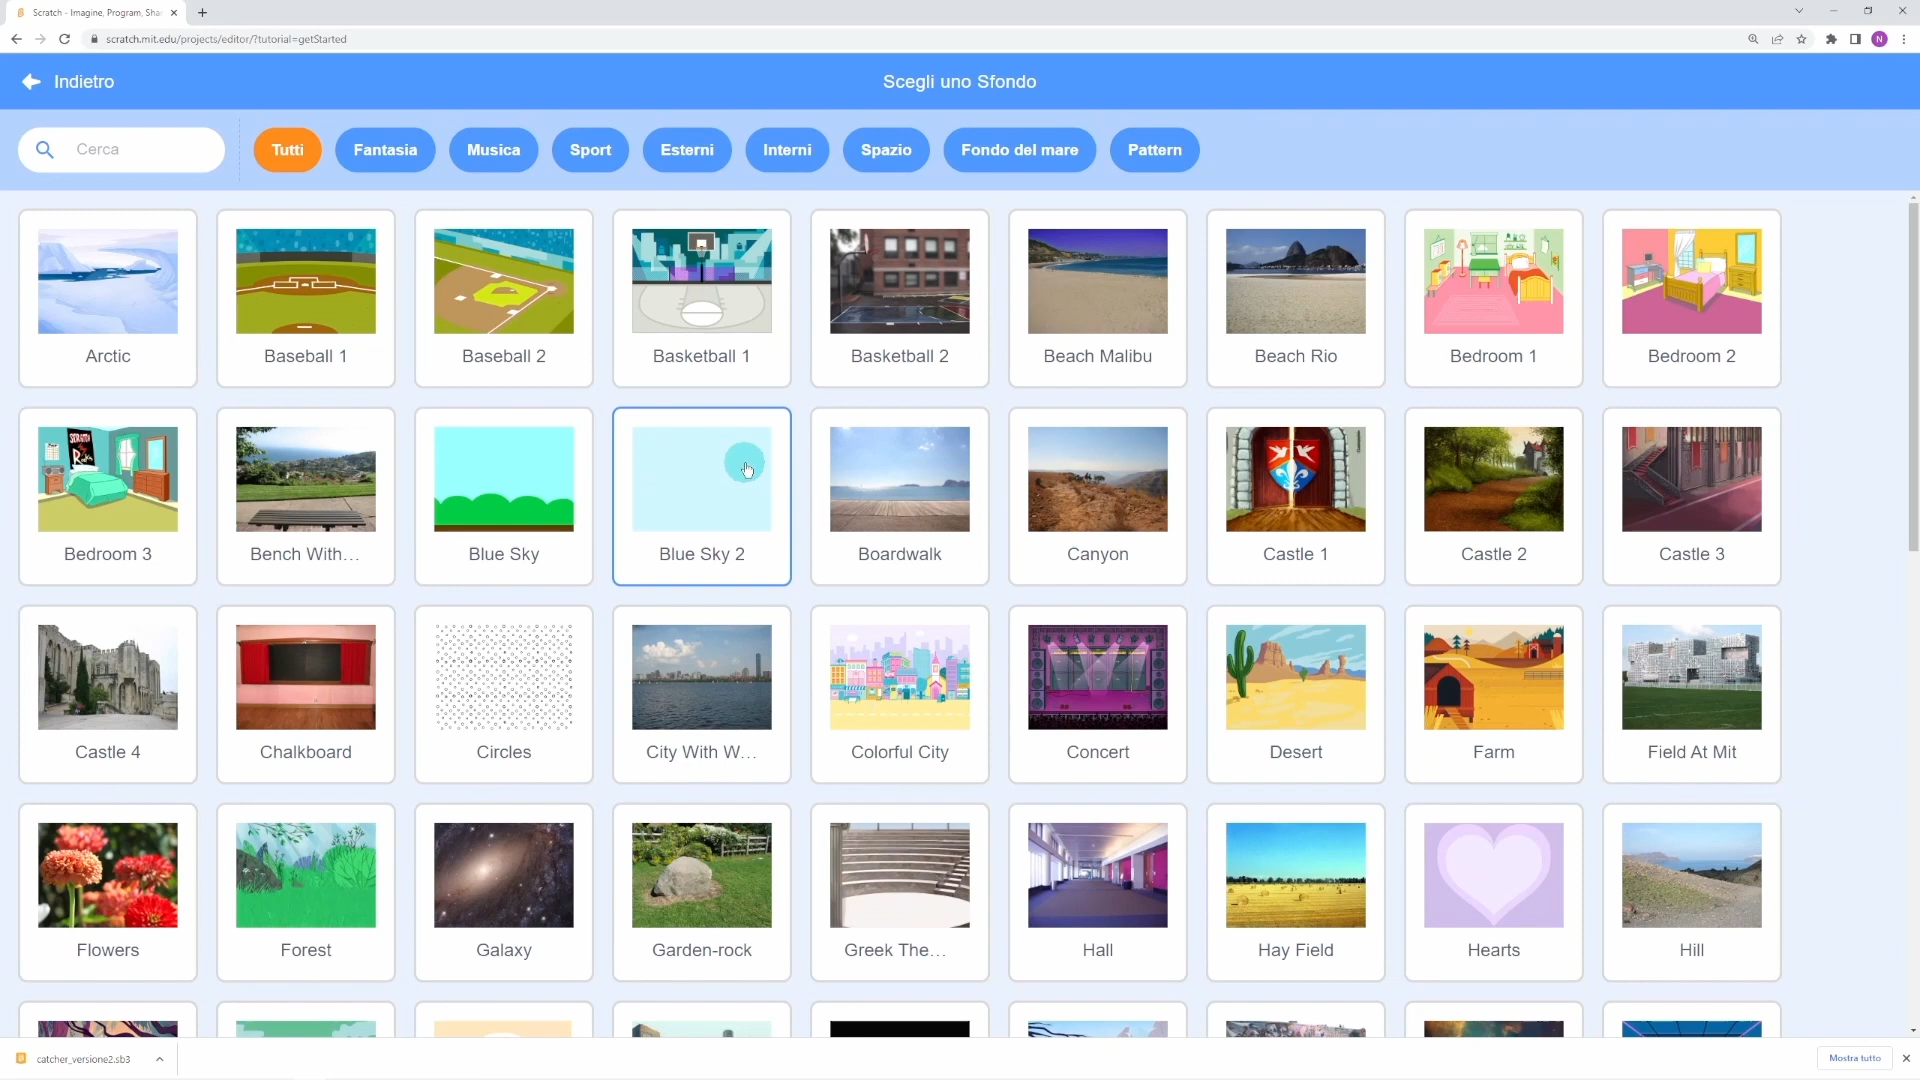 Scratch - Imagine, Program, Sha
scratch.mit.edu/projects/editor/?tutorial=getStarted
N
Indietro
Scegli uno Sfondo
Cerca
Tutti
Fantasia
Musica
Sport
Esterni
Interni
Spazio
Fondo del mare
Pattern
Arctic
Baseball 1
Baseball 2
Basketball 1
Basketball 2
Beach Malibu
Beach Rio
Bedroom 1
Bedroom 2
Bedroom 3
Bench With...
Blue Sky
Blue Sky 2
Boardwalk
Canyon
Castle 1
Castle 2
Castle 3
Castle 4
Chalkboard
Circles
City With W...
Colorful City
Concert
Desert
Farm
Field At Mit
Flowers
Forest
Galaxy
Garden-rock
Greek The...
Hall
Hay Field
Hearts
Hill
catcher_versione2.sb3
Mostra tutto